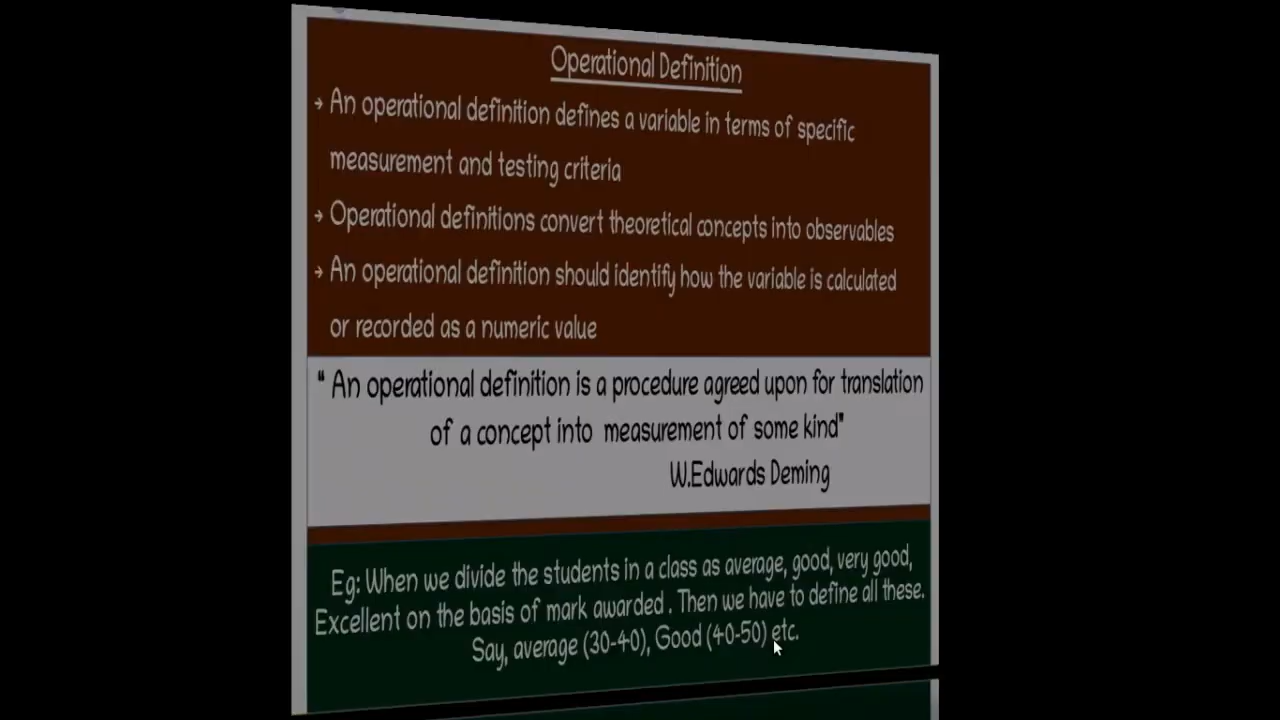 Operational Definition
→ An operational definition defines a variable in terms of specific
measurement and testing criteria
→ Operational definitions convert theoretical concepts into observables
→ An operational definition should identify how the variable is calculated
or recorded as a numeric value
“ An operational definition is a procedure agreed upon for translation
of a concept into measurement of some kind"
W.Edwards Deming
Eg: When we divide the students in a class as average, good, very good,
Excellent on the basis of mark awarded . Then we have to define all these.
Say, average (30-40), Good (40-50) etc.